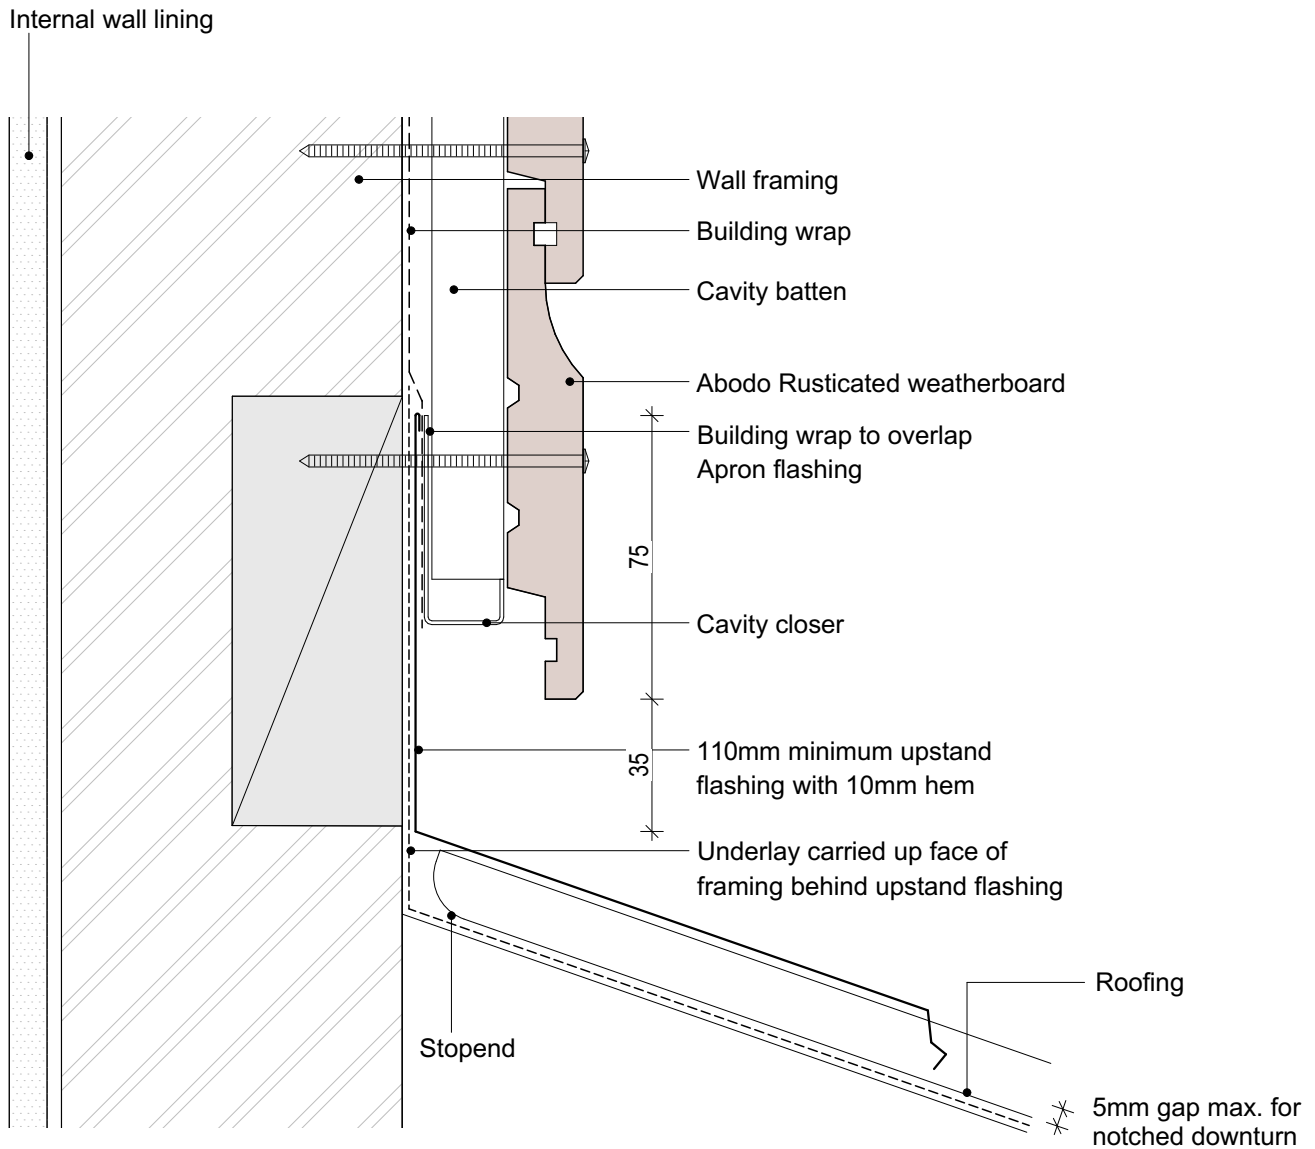 Internal wall lining
Wall framing
Building wrap
Cavity batten
Abodo Rusticated weatherboard
Building wrap to overlap
Apron flashing
75
Cavity closer
110mm minimum upstand
flashing with 10mm hem
35
Underlay carried up face of
framing behind upstand flashing
Roofing
Stopend
5mm gap max. for
notched downturn